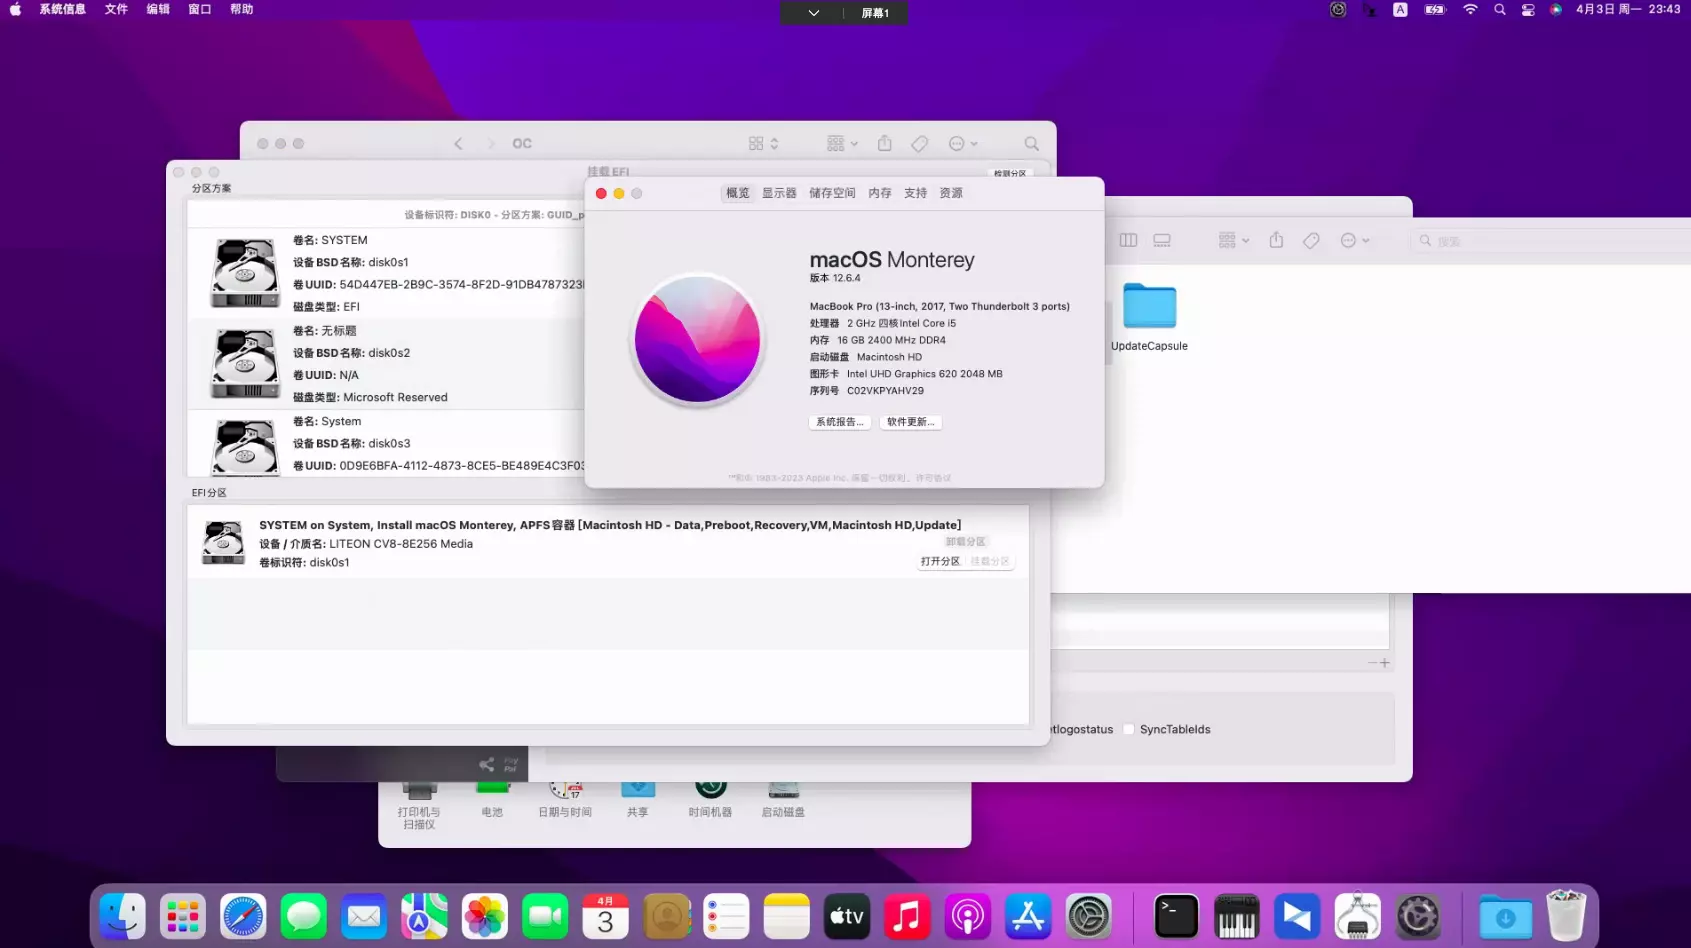 系统信息 文件 编辑 窗口 帮助
屏幕1
A
4月3日 周一 23:43
OC
挂载 EFI
检测分区
分区方案
设备标识符: DISK0 - 分区方案: GUID_p
卷名: SYSTEM
设备 BSD 名称: disk0s1
卷 UUID: 54D447EB-2B9C-3574-8F2D-91DB4787323
磁盘类型: EFI
卷名: 无标题
设备 BSD 名称: disk0s2
卷 UUID: N/A
磁盘类型: Microsoft Reserved
卷名: System
设备 BSD 名称: disk0s3
卷 UUID: 0D9E6BFA-4112-4873-8CE5-BE489E4C3F03
概览 显示器 储存空间 内存 支持 资源
macOS Monterey
版本 12.6.4
MacBook Pro (13-inch, 2017, Two Thunderbolt 3 ports)
处理器 2 GHz 四核Intel Core i5
内存 16 GB 2400 MHz DDR4
启动磁盘 Macintosh HD
图形卡 Intel UHD Graphics 620 2048 MB
序列号 C02VKPYAHV29
系统报告... 软件更新...
™和© 1983-2023 Apple Inc. 保留一切权利。许可协议
搜索
UpdateCapsule
EFI 分区
SYSTEM on System, Install macOS Monterey, APFS 容器 [Macintosh HD - Data,Preboot,Recovery,VM,Macintosh HD,Update]
设备 / 介质名: LITEON CV8-8E256 Media
卷标识符: disk0s1
卸载分区
打开分区 挂载分区
etlogostatus SyncTableIds
Pay
Pal
17
打印机与
扫描仪
电池
日期与时间
共享
时间机器
启动磁盘
4月
3
tv